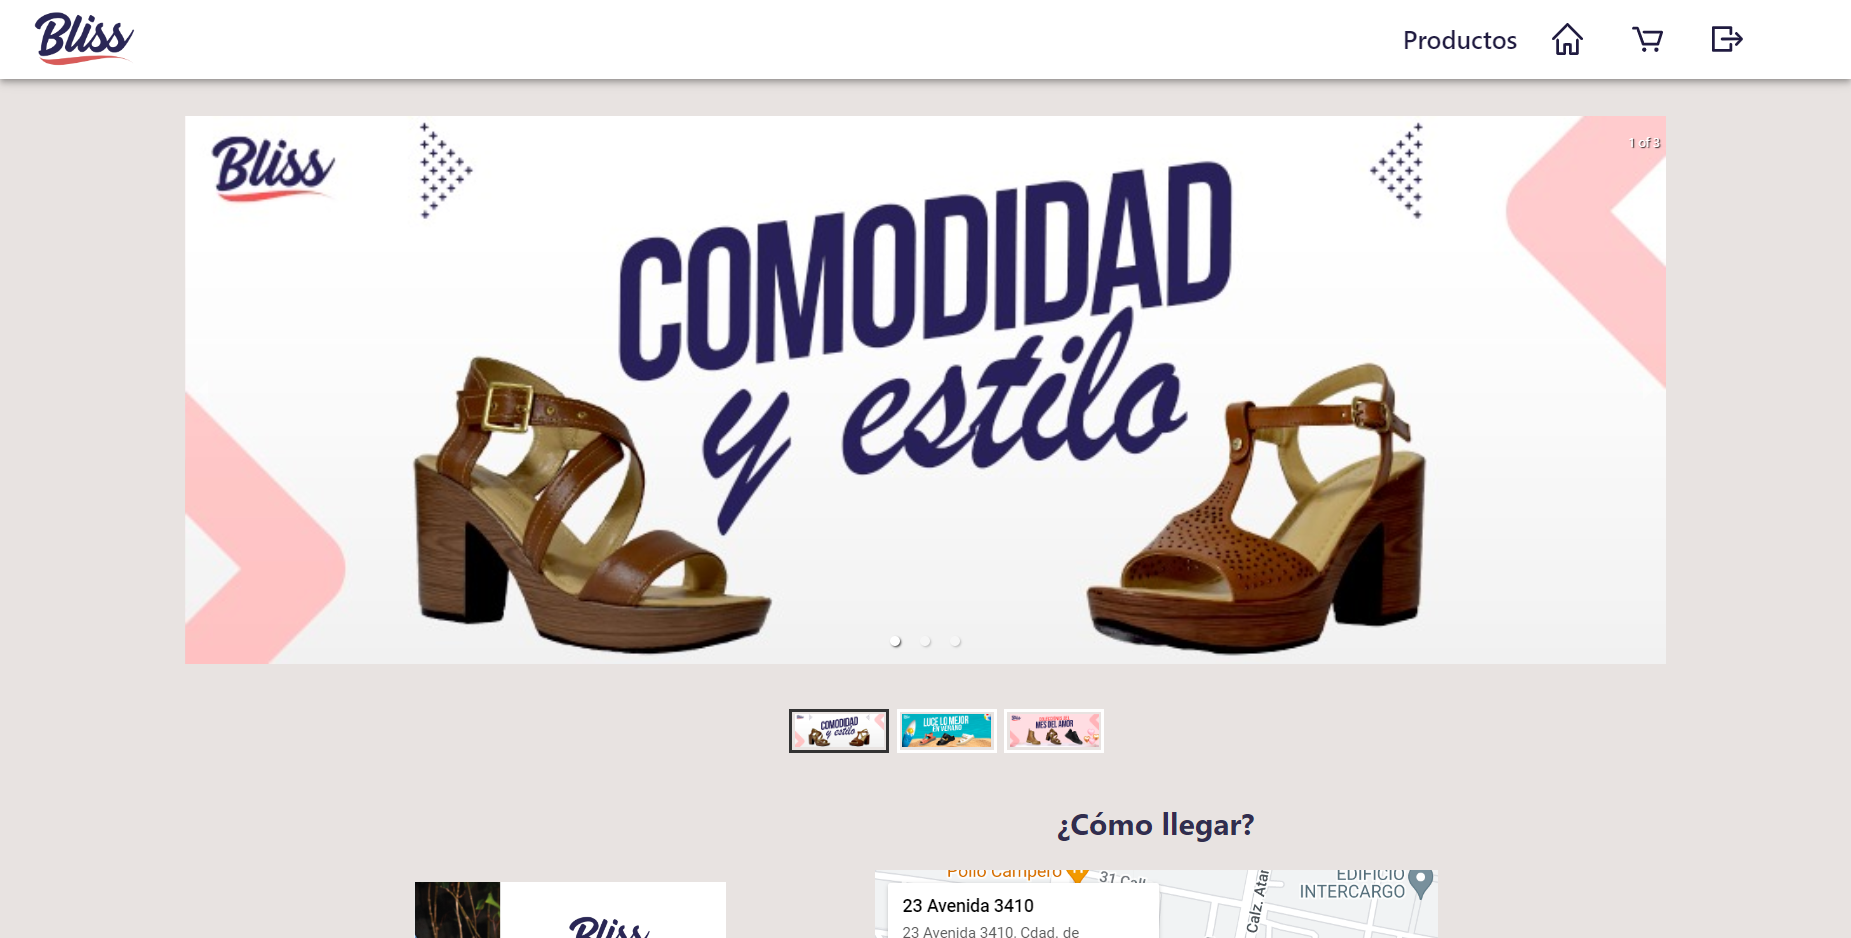 Bliss
Productos
Bliss
1 of 3
COMODIDAD
y estilo
COMODIDAD
y estilo
LUCE LO MEJOR
EN VERANO
MES DEL AMOR
¿Cómo llegar?
Pollo Campero
31 Call
Calz. Atan
EDIFICIO
INTERCARGO
23 Avenida 3410
23 Avenida 3410, Cdad. de
Bliss